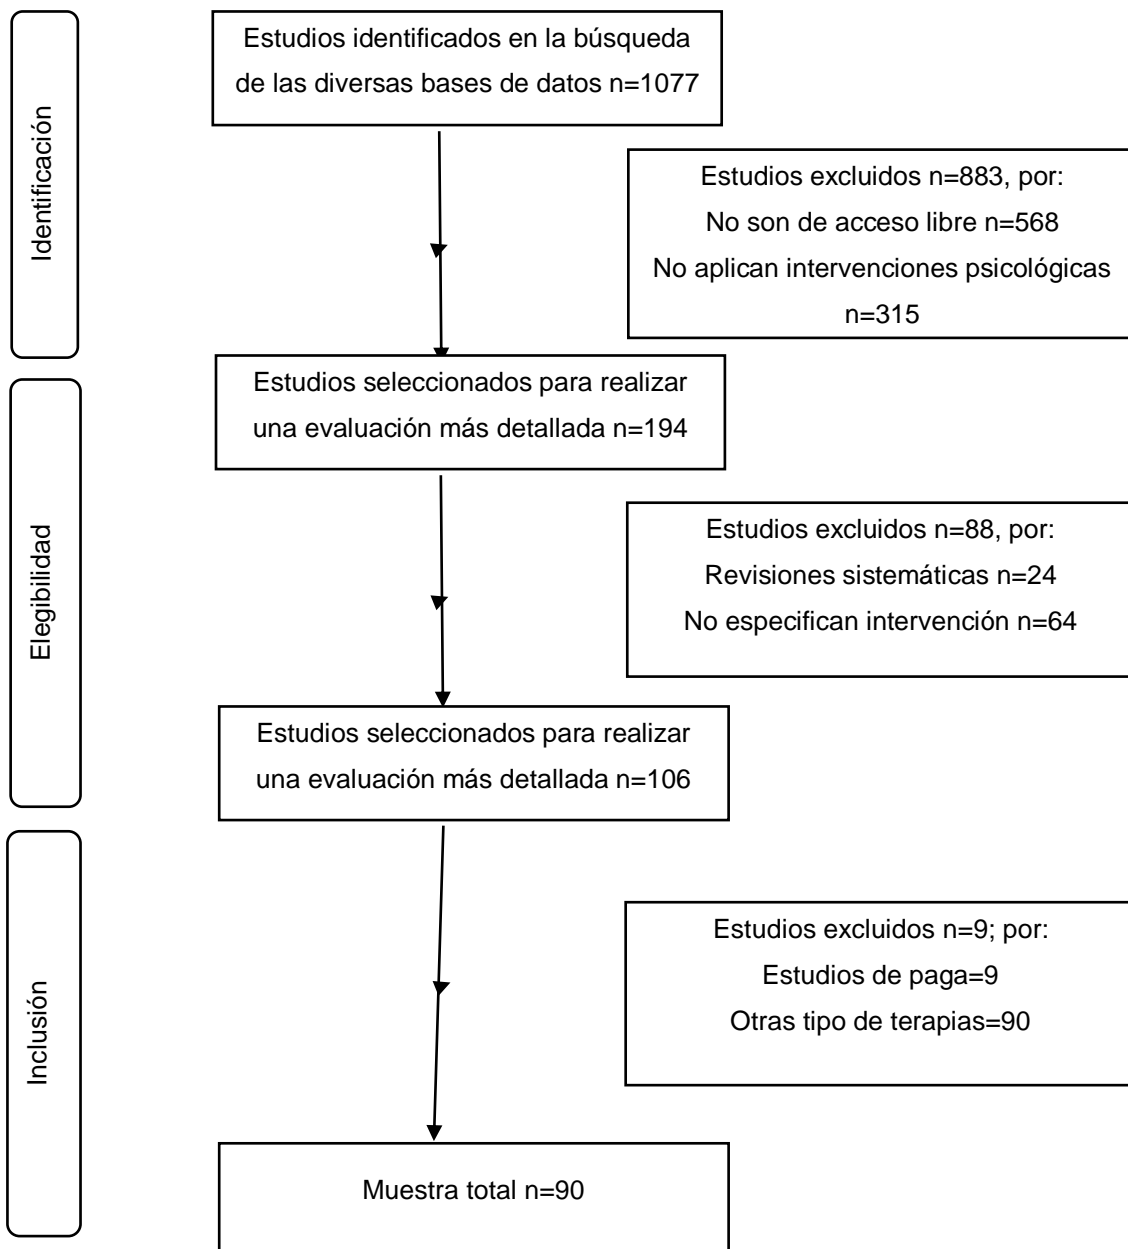 Identificación
Estudios identificados en la búsqueda
de las diversas bases de datos n=1077
Estudios excluidos n=883, por:
No son de acceso libre n=568
No aplican intervenciones psicológicas
n=315
Elegibilidad
Estudios seleccionados para realizar
una evaluación más detallada n=194
Estudios excluidos n=88, por:
Revisiones sistemáticas n=24
No especifican intervención n=64
Estudios seleccionados para realizar
una evaluación más detallada n=106
Inclusión
Estudios excluidos n=9; por:
Estudios de paga=9
Otras tipo de terapias=90
Muestra total n=90